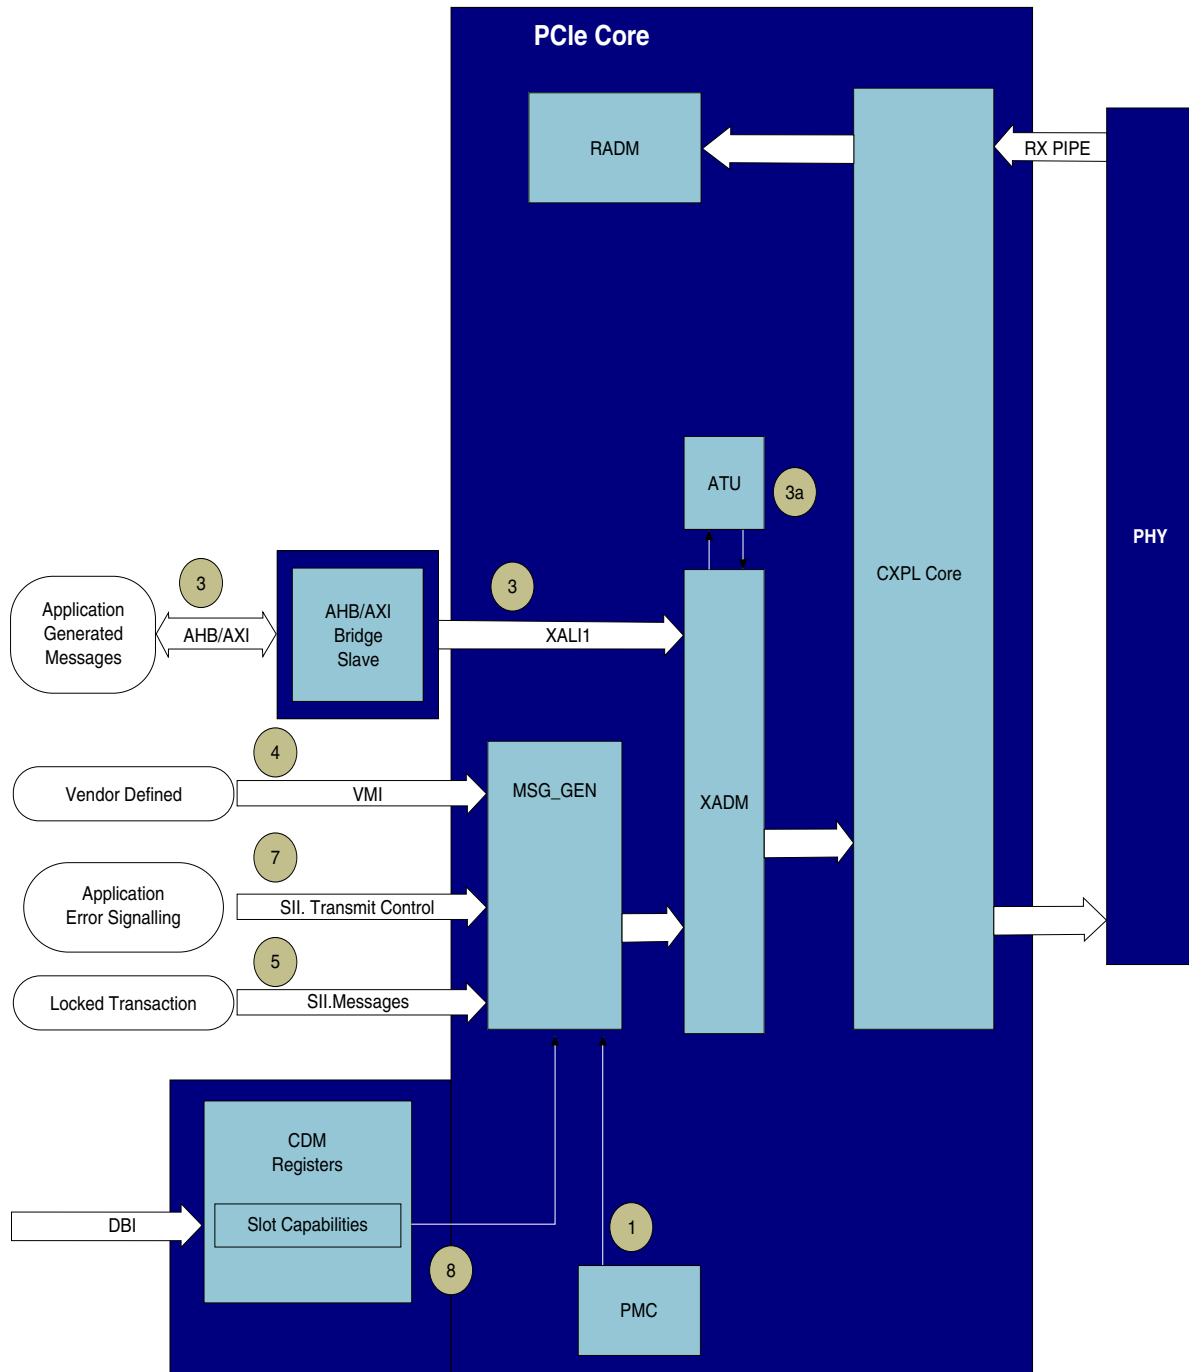 PCIe Core
RADM
RX PIPE
ATU
3a
PHY
CXPL Core
3
3
Application
Generated
Messages
AHB/AXI
AHB/AXI
Bridge
Slave
XALI1
4
Vendor Defined
VMI
MSG_GEN
XADM
7
Application
Error Signalling
SII. Transmit Control
5
Locked Transaction
SII.Messages
CDM
Registers
Slot Capabilities
DBI
1
8
PMC